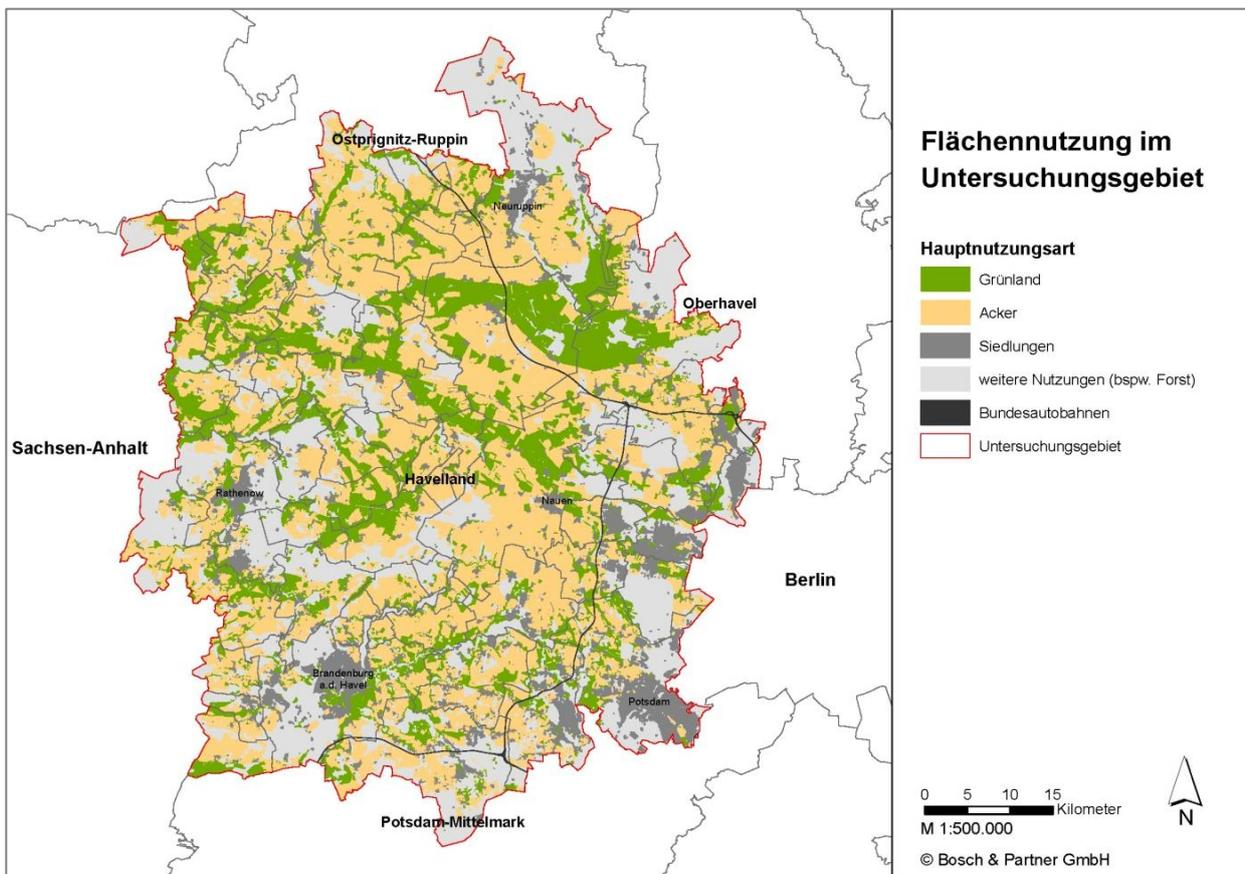 Flächennutzung im
Untersuchungsgebiet
Hauptnutzungsart
Grünland
Acker
Siedlungen
weitere Nutzungen (bspw. Forst)
Bundesautobahnen
Untersuchungsgebiet
Ostprignitz-Ruppin
Neuruppin
Oberhavel
Sachsen-Anhalt
Rathenow
Havelland
Nauen
Berlin
Brandenburg
a.d. Havel
Potsdam
Potsdam-Mittelmark
0 5 10 15
Kilometer
M 1:500.000
N
© Bosch & Partner GmbH